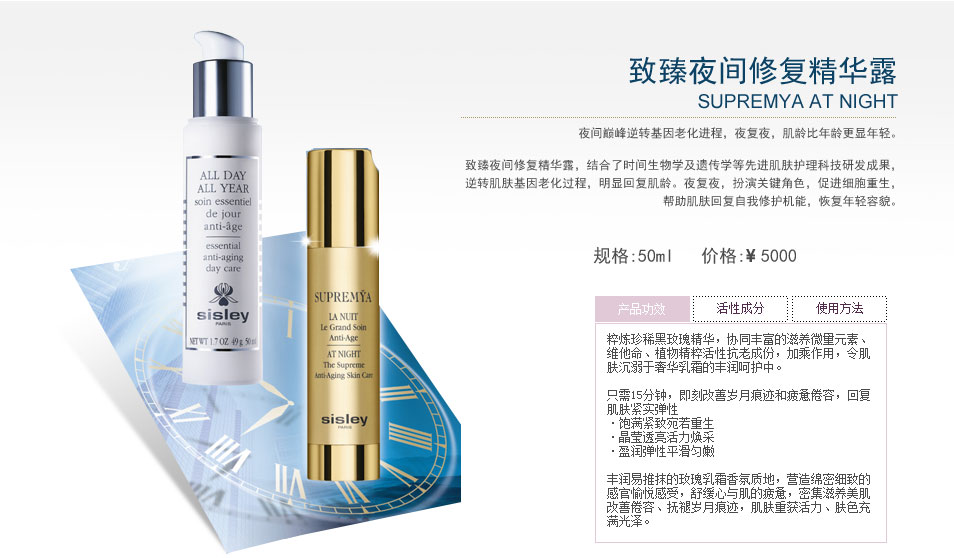 ALL DAY
ALL YEAR
soin essentiel
de jour
anti-âge
essential
anti-aging
day care
sisley
PARIS
NET WT 1.7 OZ 49 g 50 ml
SUPREMŸA
LA NUIT
Le Grand Soin
Anti-Age
AT NIGHT
The Supreme
Anti-Aging Skin Care
sisley
PARIS
致臻夜间修复精华露
SUPREMYA AT NIGHT
夜间巅峰逆转基因老化进程，夜复夜，肌龄比年龄更显年轻。
致臻夜间修复精华露，结合了时间生物学及遗传学等先进肌肤护理科技研发成果，
逆转肌肤基因老化过程，明显回复肌龄。夜复夜，扮演关键角色，促进细胞重生，
帮助肌肤回复自我修护机能，恢复年轻容貌。
规格:50ml 价格:¥ 5000
产品功效 活性成分 使用方法
粹炼珍稀黑玫瑰精华，协同丰富的滋养微量元素、
维他命、植物精粹活性抗老成份，加乘作用，令肌
肤沉溺于奢华乳霜的丰润呵护中。
只需15分钟，即刻改善岁月痕迹和疲惫倦容，回复
肌肤紧实弹性
·饱满紧致宛若重生
·晶莹透亮活力焕采
·盈润弹性平滑匀嫩
丰润易推抹的玫瑰乳霜香氛质地，营造绵密细致的
感官愉悦感受，舒缓心与肌的疲惫，密集滋养美肌
改善倦容、抚褪岁月痕迹，肌肤重获活力、肤色充
满光泽。